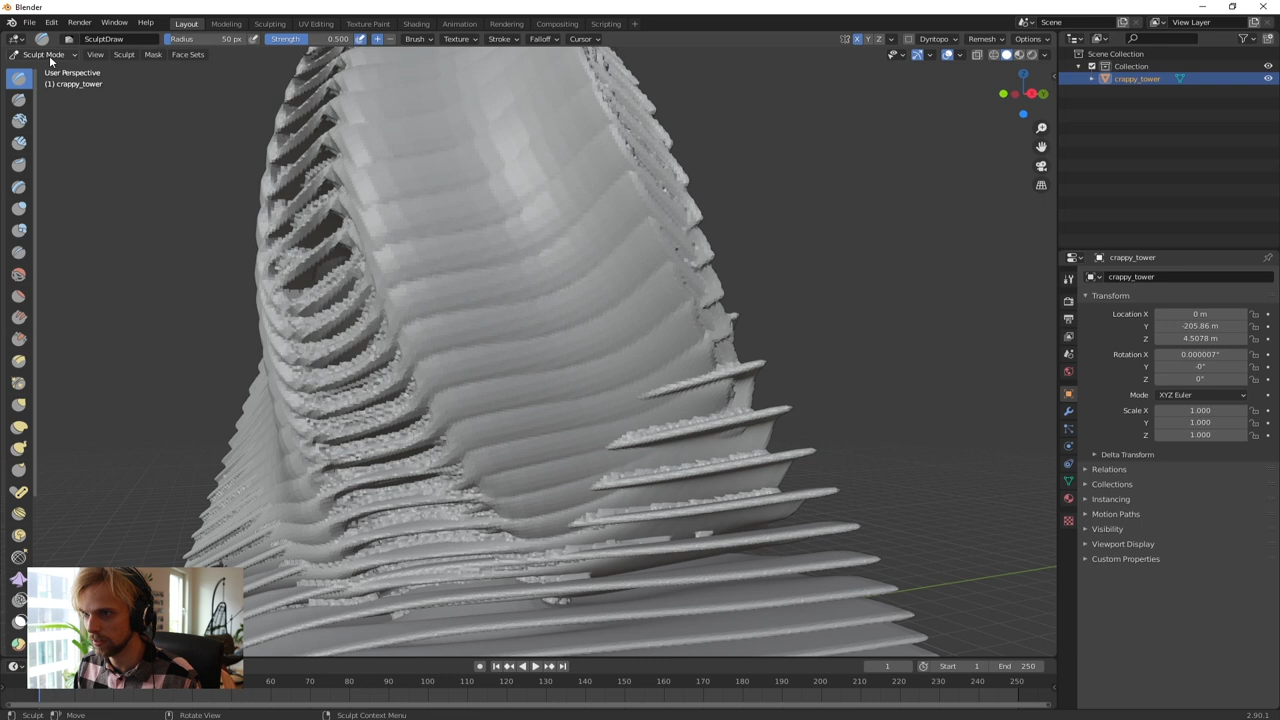 Blender
File Edit Render Window Help Layout Modeling Sculpting UV Editing Texture Paint Shading Animation Rendering Compositing Scripting + Scene View Layer
SculptDraw Radius 50 px Strength 0.500 Brush Texture Stroke Falloff Cursor X Y Z Dyntopo Remesh Options
Sculpt Mode View Sculpt Mask Face Sets
Scene Collection
Collection
crappy_tower
User Perspective
(1) crappy_tower
Z
X Y
crappy_tower
crappy_tower
Transform
Location X 0 m
Y -205.86 m
Z 4.5078 m
Rotation X 0.000007°
Y -0°
Z 0°
Mode XYZ Euler
Scale X 1.000
Y 1.000
Z 1.000
Delta Transform
Relations
Collections
Instancing
Motion Paths
Visibility
Viewport Display
Custom Properties
1 Start 1 End 250
60 70 80 90 100 110 120 130 140 150 160 170 180 190 200 210 220 230 240 250
Sculpt Move Rotate View Sculpt Context Menu 2.90.1